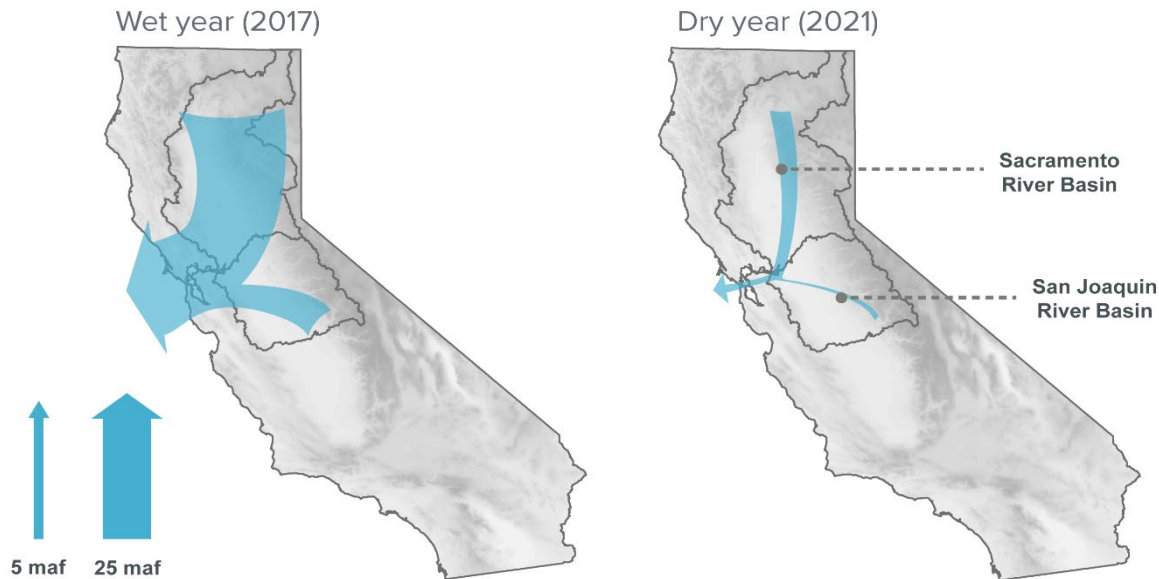 Wet year (2017)
Dry year (2021)
Sacramento
River Basin
San Joaquin
River Basin
5 maf
25 maf